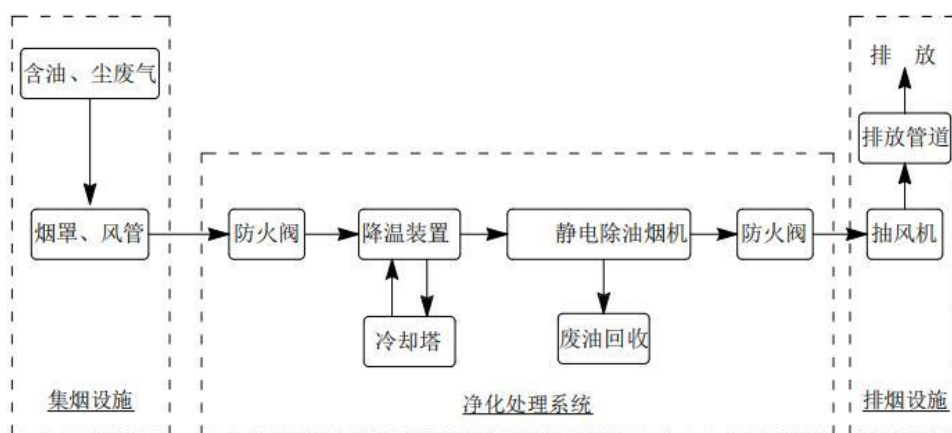 含油、尘废气
烟罩、风管
集烟设施
防火阀
降温装置
静电除油烟机
防火阀
冷却塔
废油回收
净化处理系统
排 放
排放管道
抽风机
排烟设施